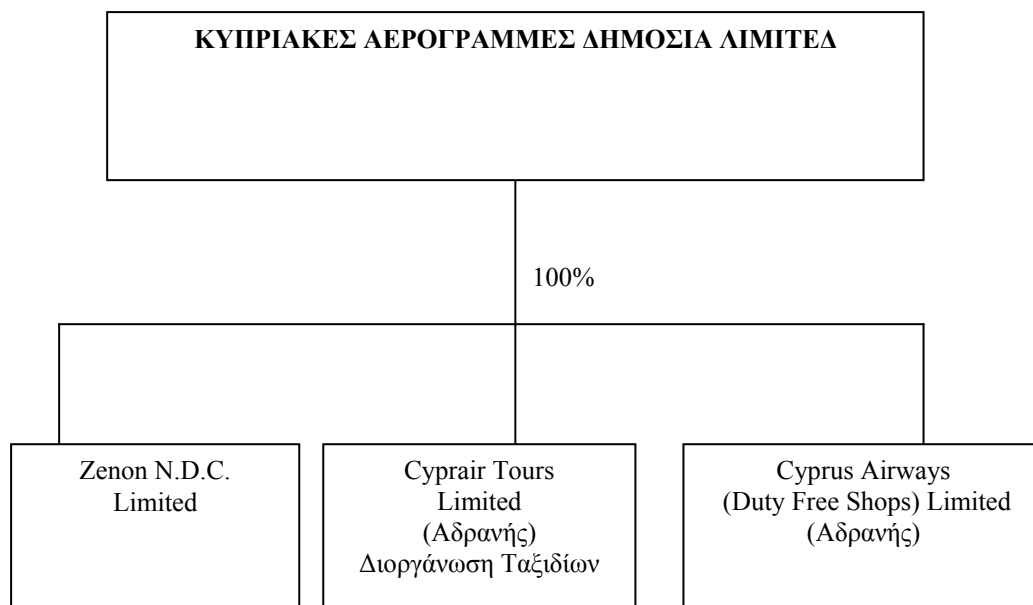 ΚΥΠΡΙΑΚΕΣ ΑΕΡΟΓΡΑΜΜΕΣ ΔΗΜΟΣΙΑ ΛΙΜΙΤΕΔ
100%
Zenon N.D.C.
Limited
Cyprair Tours
Limited
(Αδρανής)
Διοργάνωση Ταξιδίων
Cyprus Airways
(Duty Free Shops) Limited
(Αδρανής)